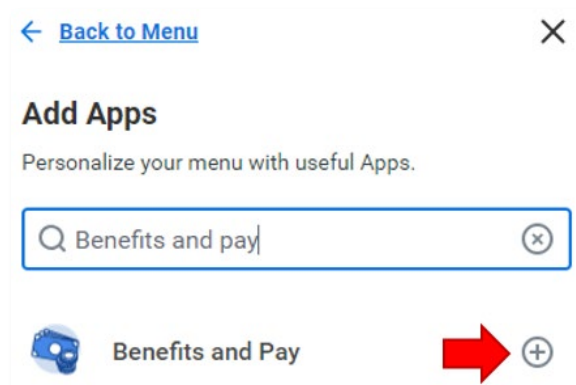 Back to Menu
Add Apps
Personalize your menu with useful Apps.
Benefits and pay
Benefits and Pay